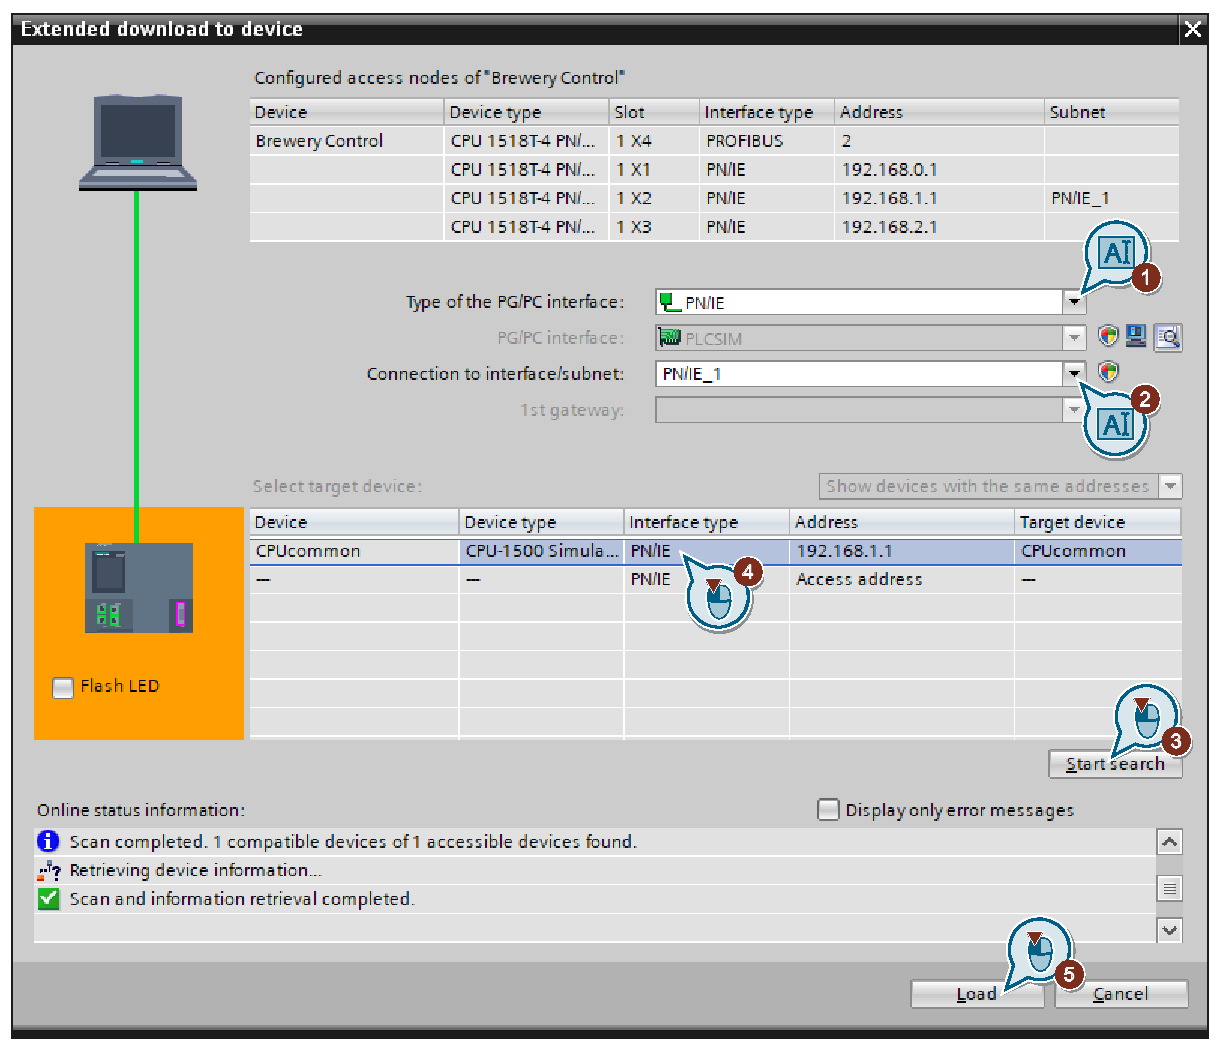 Extended download to device
Configured access nodes of "Brewery Control"
Device Device type Slot Interface type Address Subnet
Brewery Control CPU 1518T-4 PN/... 1 X4 PROFIBUS 2
CPU 1518T-4 PN/... 1 X1 PN/IE 192.168.0.1
CPU 1518T-4 PN/... 1 X2 PN/IE 192.168.1.1 PN/IE_1
CPU 1518T-4 PN/... 1 X3 PN/IE 192.168.2.1
AI
1
Type of the PG/PC interface: PN/IE
PG/PC interface: PLCSIM
Connection to interface/subnet: PN/IE_1
2
AI
1st gateway:
Select target device: Show devices with the same addresses
Device Device type Interface type Address Target device
CPUcommon CPU-1500 Simula... PN/IE 192.168.1.1 CPUcommon
--- --- PN/IE Access address ---
4
Flash LED
3
Start search
Online status information: Display only error messages
Scan completed. 1 compatible devices of 1 accessible devices found.
Retrieving device information...
Scan and information retrieval completed.
5
Load Cancel